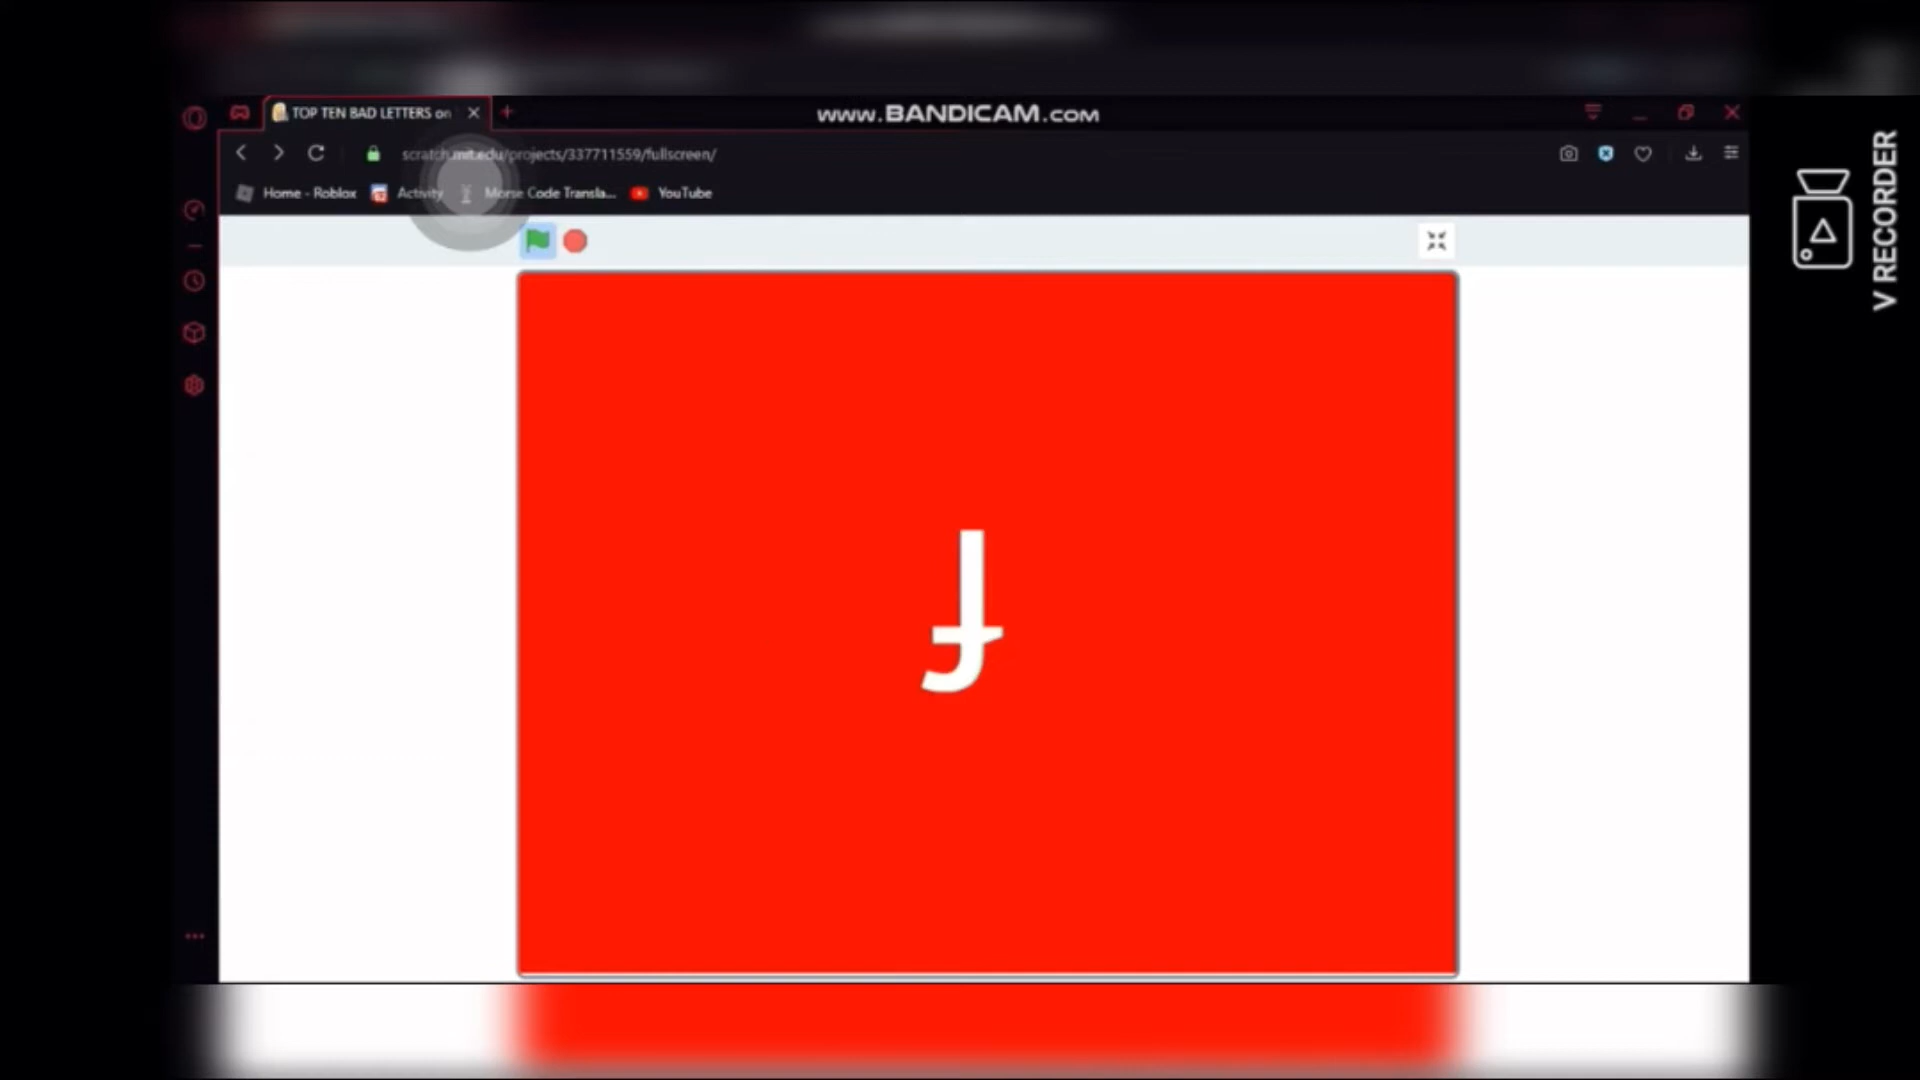 TOP TEN BAD LETTERS on
www.BANDICAM.com
scratch.mit.edu/projects/337711559/fullscreen/
Home - Roblox
Activity
Morse Code Transla...
YouTube
V RECORDER
Ɉ